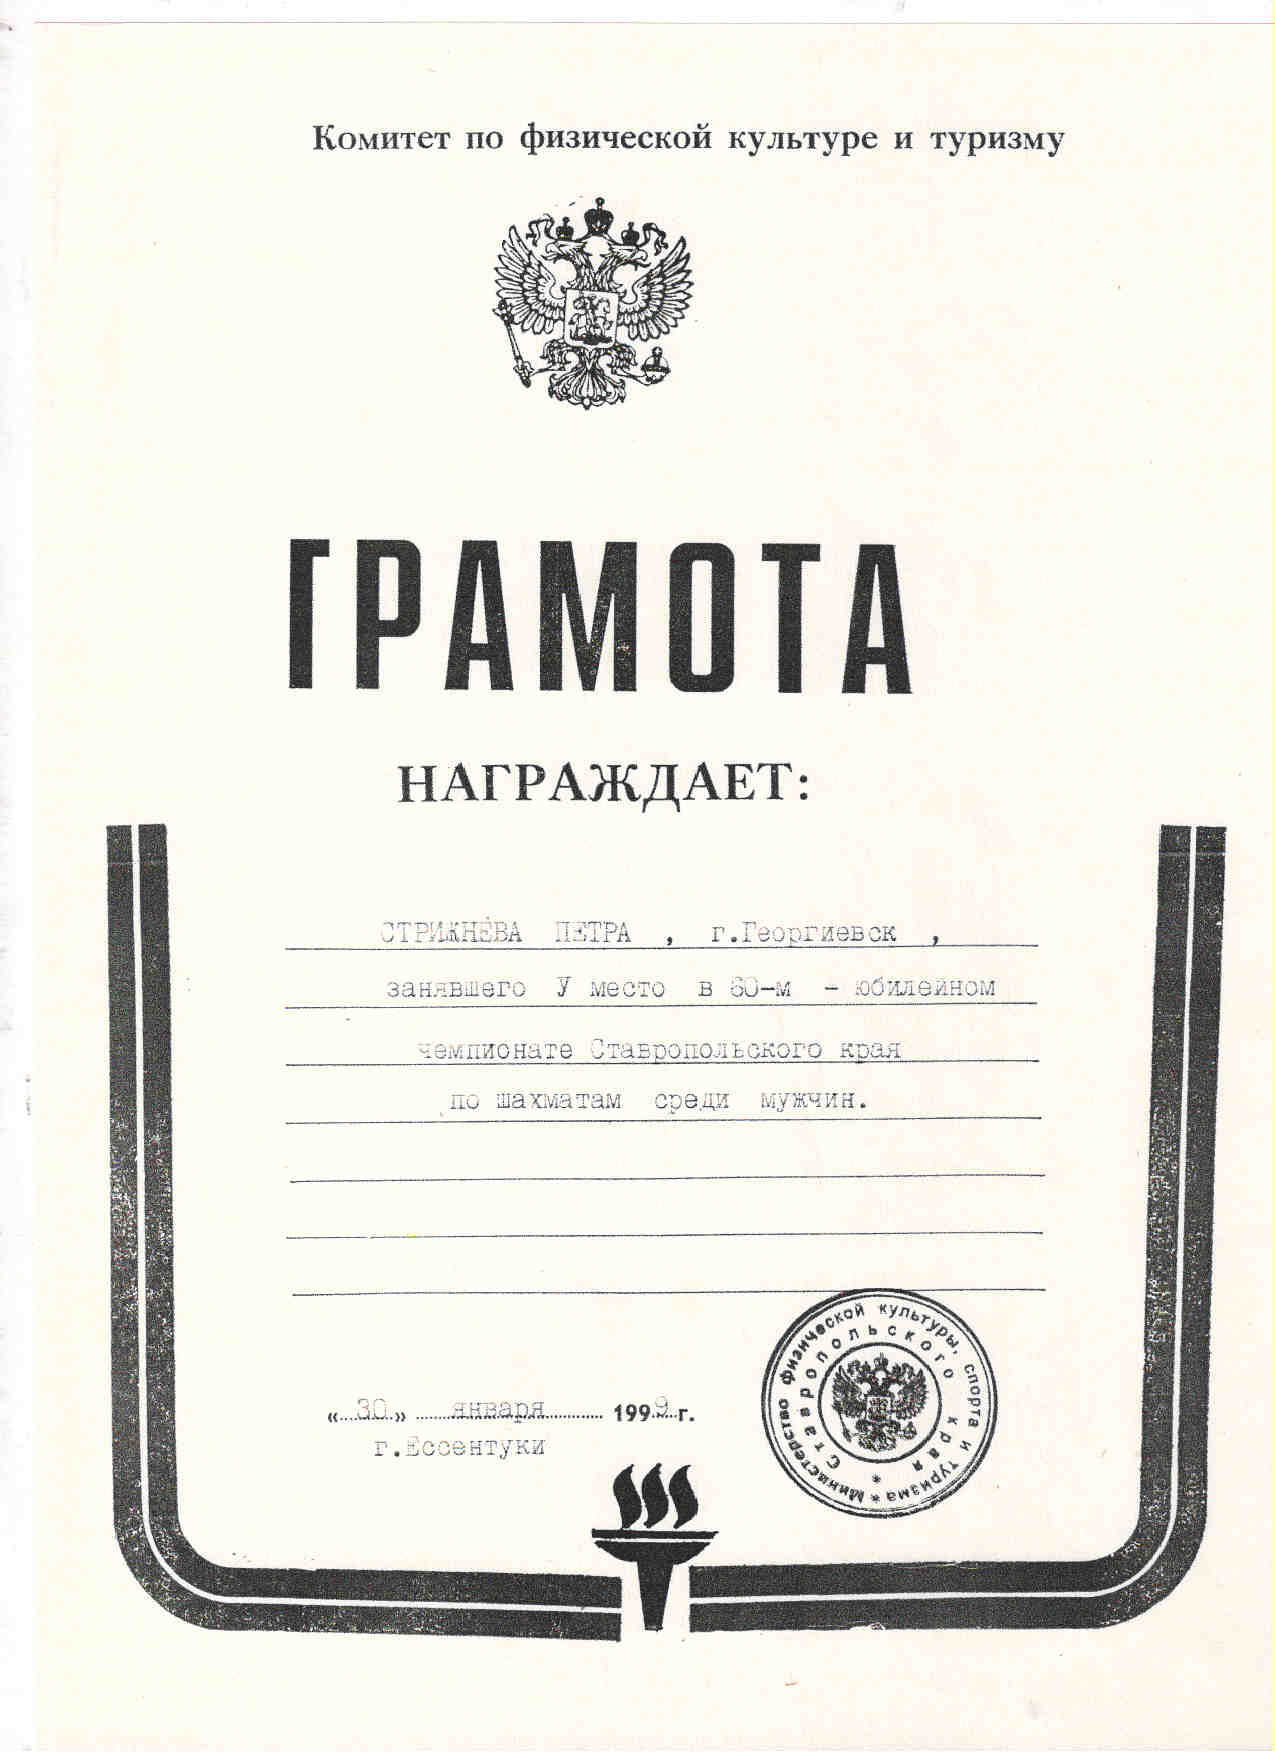 Комитет по физической культуре и туризму
ГРАМОТА
НАГРАЖДАЕТ:
СТРИЖНЁВА ПЕТРА , г.Георгиевск ,
занявшего У место в 60-м - юбилейном
чемпионате Ставропольского края
по шахматам среди мужчин.
«30» января 1999 г.
г.Ессентуки
Министерство физической культуры, спорта и туризма *
Ставропольского края *